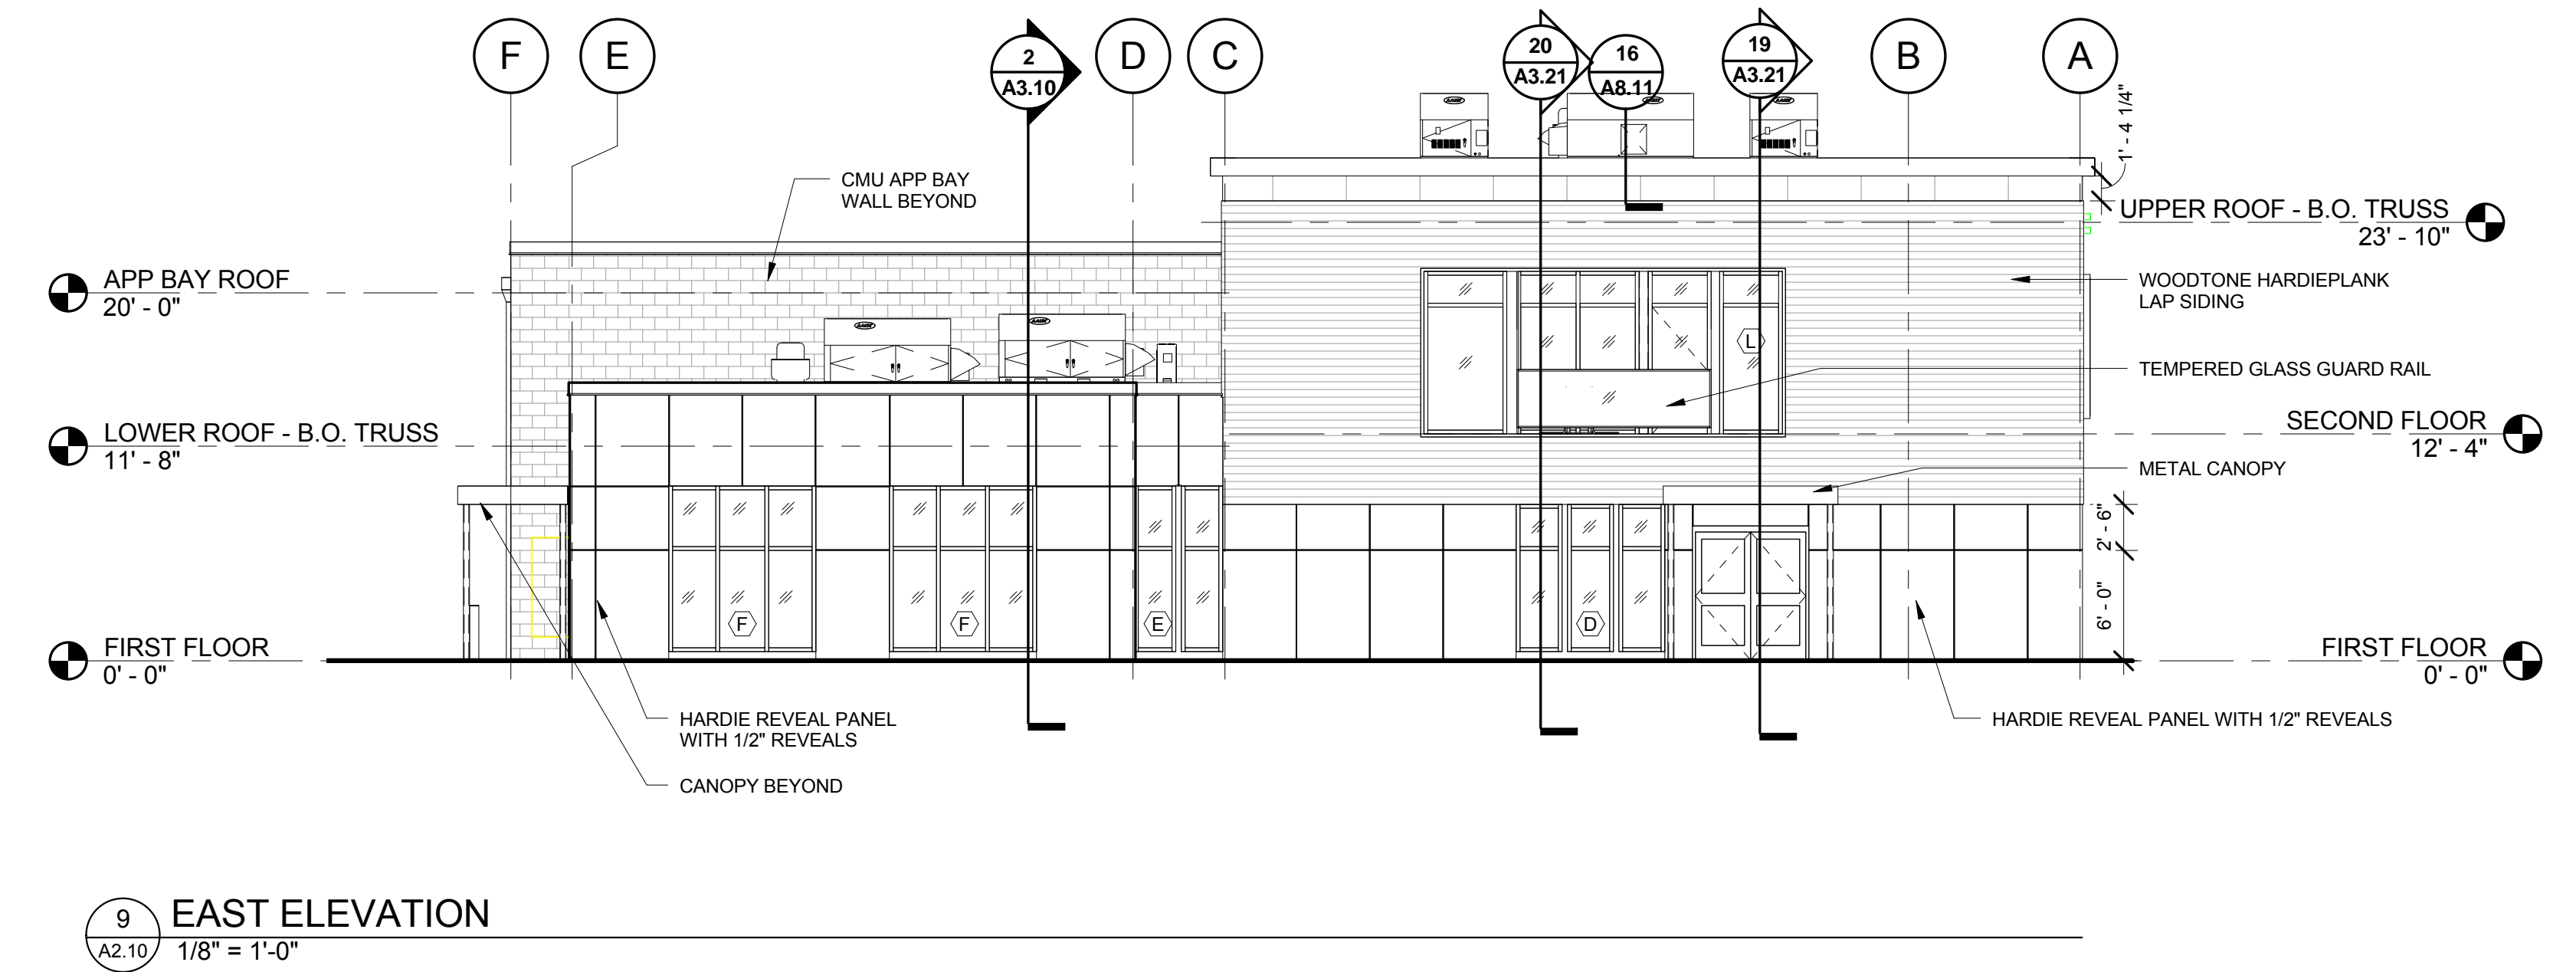 F
E
2
A3.10
D
C
20
A3.21
16
A8.11
19
A3.21
B
A
1' - 4 1/4"
CMU APP BAY
WALL BEYOND
UPPER ROOF - B.O. TRUSS
23' - 10"
APP BAY ROOF
20' - 0"
WOODTONE HARDIEPLANK
LAP SIDING
L
TEMPERED GLASS GUARD RAIL
LOWER ROOF - B.O. TRUSS
11' - 8"
SECOND FLOOR
12' - 4"
METAL CANOPY
2' - 6"
6' - 0"
F
F
E
D
FIRST FLOOR
0' - 0"
FIRST FLOOR
0' - 0"
HARDIE REVEAL PANEL
WITH 1/2" REVEALS
HARDIE REVEAL PANEL WITH 1/2" REVEALS
CANOPY BEYOND
9
A2.10
EAST ELEVATION
1/8" = 1'-0"